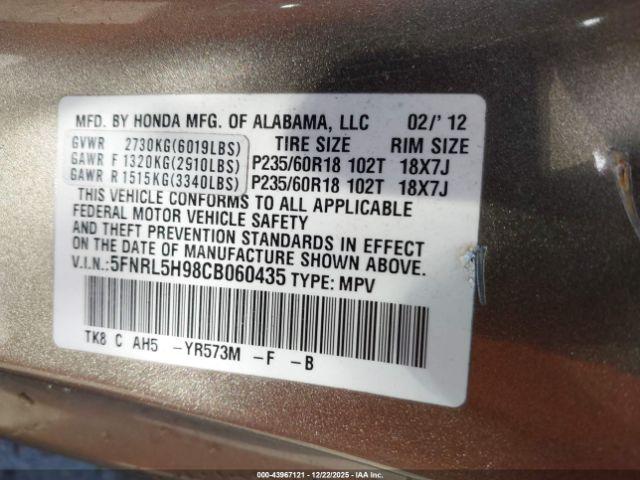 MFD. BY HONDA MFG. OF ALABAMA, LLC 02/' 12
GVWR 2730KG(6019LBS) TIRE SIZE RIM SIZE
GAWR F 1320KG(2910LBS) P235/60R18 102T 18X7J
GAWR R 1515KG(3340LBS) P235/60R18 102T 18X7J
THIS VEHICLE CONFORMS TO ALL APPLICABLE
FEDERAL MOTOR VEHICLE SAFETY
AND THEFT PREVENTION STANDARDS IN EFFECT
ON THE DATE OF MANUFACTURE SHOWN ABOVE.
V.I.N.:5FNRL5H98CB060435 TYPE: MPV
TK8 C AH5 -YR573M -F -B
000-43967121 - 12/22/2025 - IAAI.com